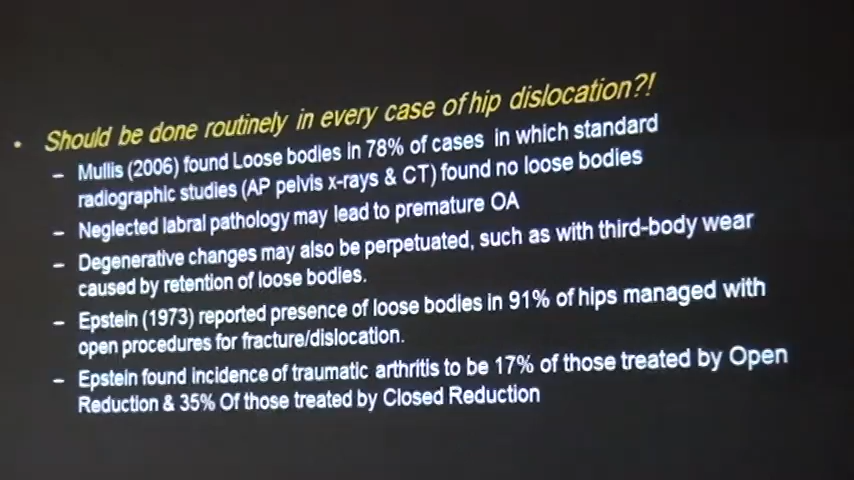 • Should be done routinely in every case of hip dislocation?!
– Mullis (2006) found Loose bodies in 78% of cases in which standard
radiographic studies (AP pelvis x-rays & CT) found no loose bodies
– Neglected labral pathology may lead to premature OA
– Degenerative changes may also be perpetuated, such as with third-body wear
caused by retention of loose bodies.
– Epstein (1973) reported presence of loose bodies in 91% of hips managed with
open procedures for fracture/dislocation.
– Epstein found incidence of traumatic arthritis to be 17% of those treated by Open
Reduction & 35% Of those treated by Closed Reduction